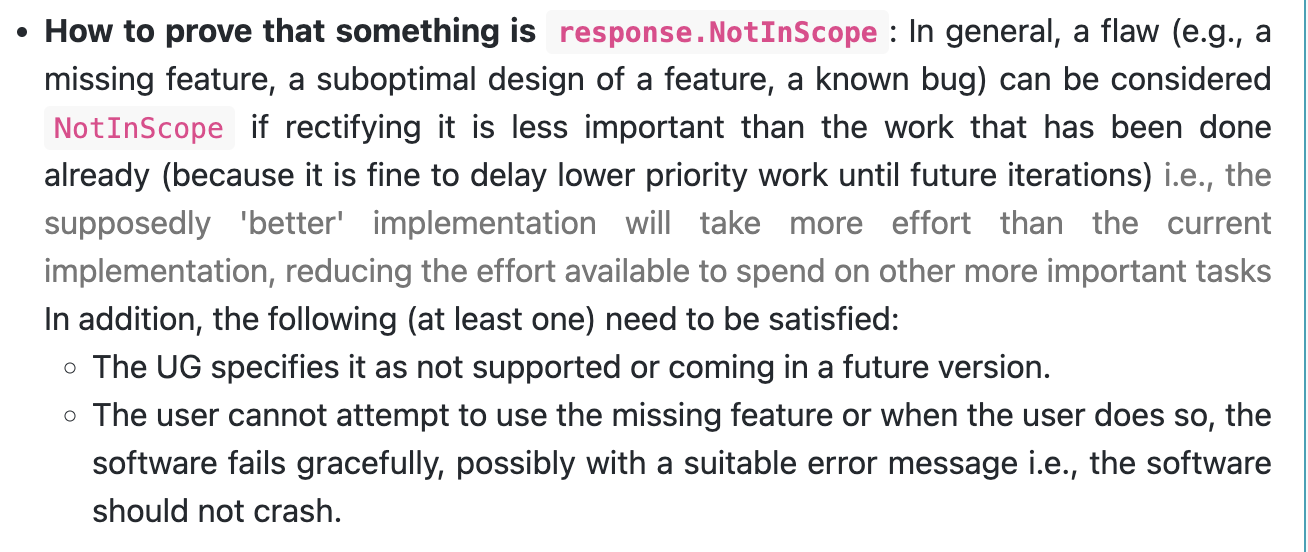 • How to prove that something is response.NotInScope: In general, a flaw (e.g., a
missing feature, a suboptimal design of a feature, a known bug) can be considered
NotInScope if rectifying it is less important than the work that has been done
already (because it is fine to delay lower priority work until future iterations) i.e., the
supposedly 'better' implementation will take more effort than the current
implementation, reducing the effort available to spend on other more important tasks
In addition, the following (at least one) need to be satisfied:
◦ The UG specifies it as not supported or coming in a future version.
◦ The user cannot attempt to use the missing feature or when the user does so, the
software fails gracefully, possibly with a suitable error message i.e., the software
should not crash.